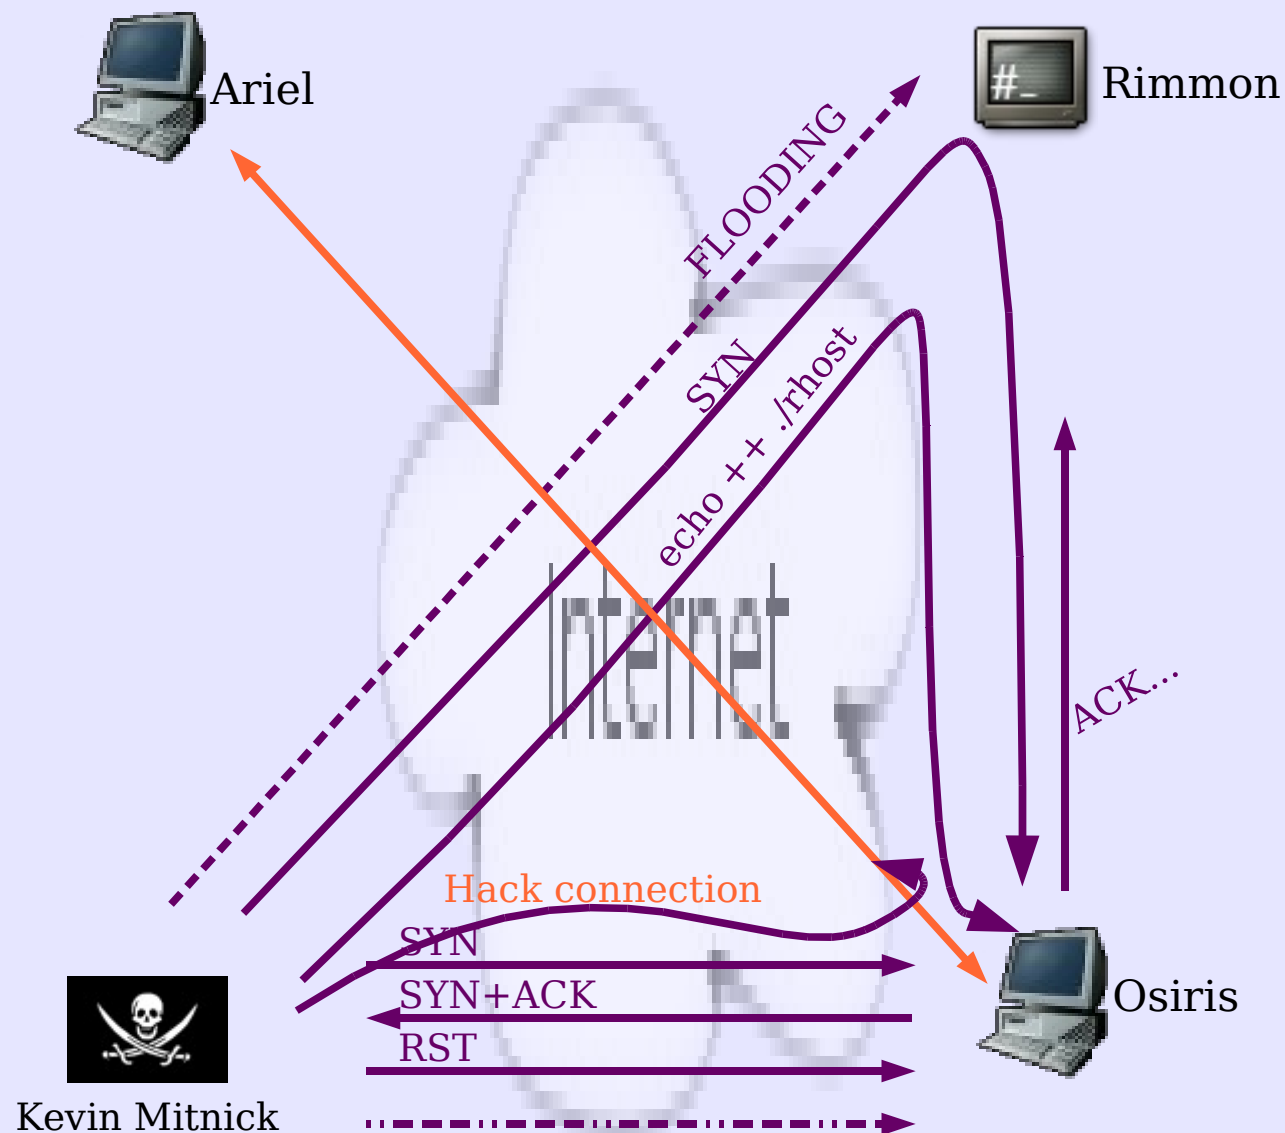 Ariel
#_
Rimmon
FLOODING
SYN
echo ++ ./rhost
Internet
ACK...
Hack connection
SYN
SYN+ACK
RST
Osiris
Kevin Mitnick